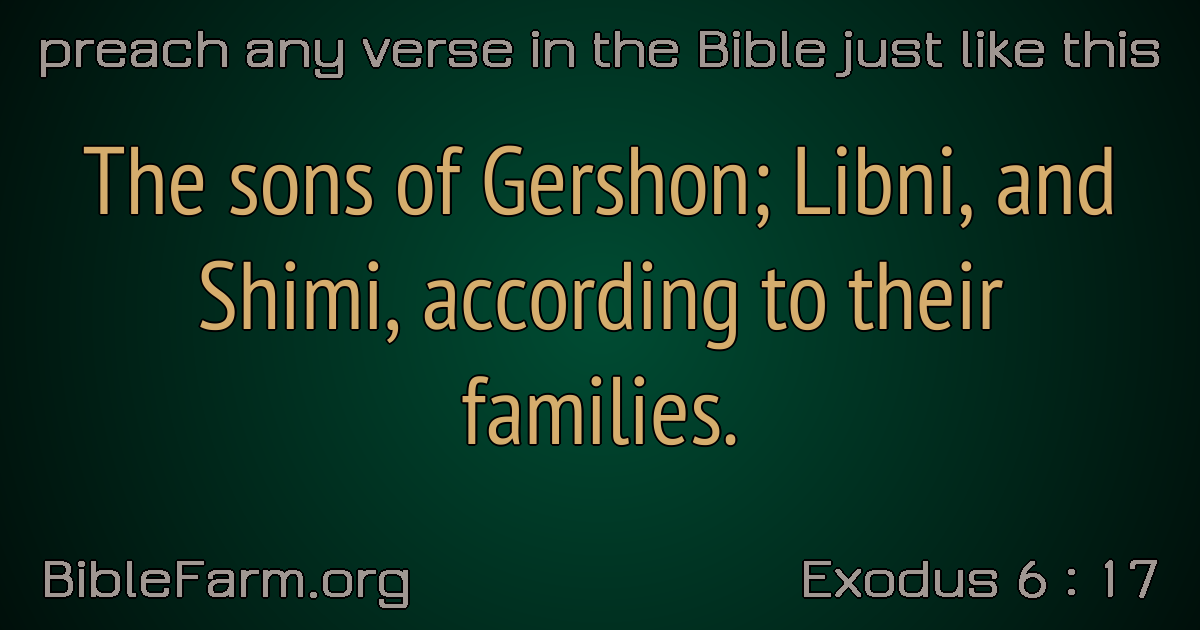 preach any verse in the Bible just like this
The sons of Gershon; Libni, and
Shimi, according to their
families.
BibleFarm.org
Exodus 6 : 17